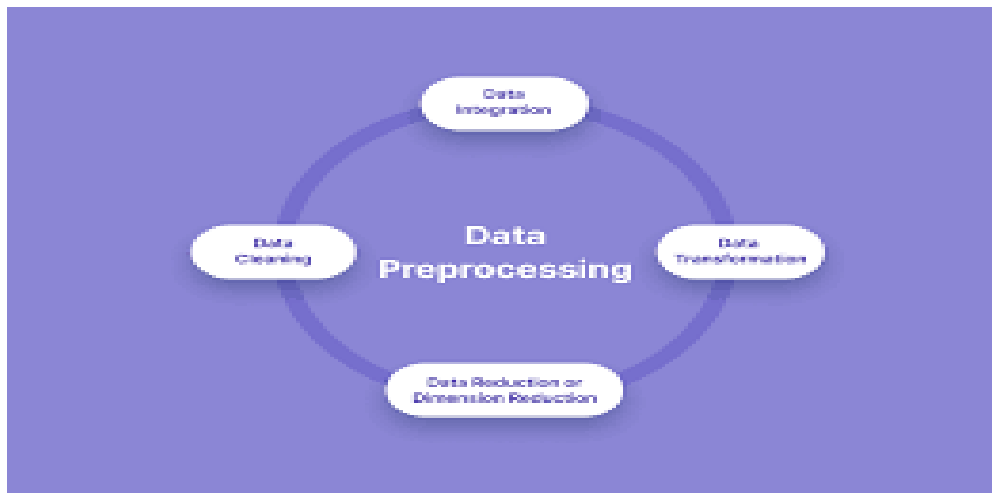 Data
Integration
Data
Cleaning
Data
Preprocessing
Data
Transformation
Data Reduction or
Dimension Reduction